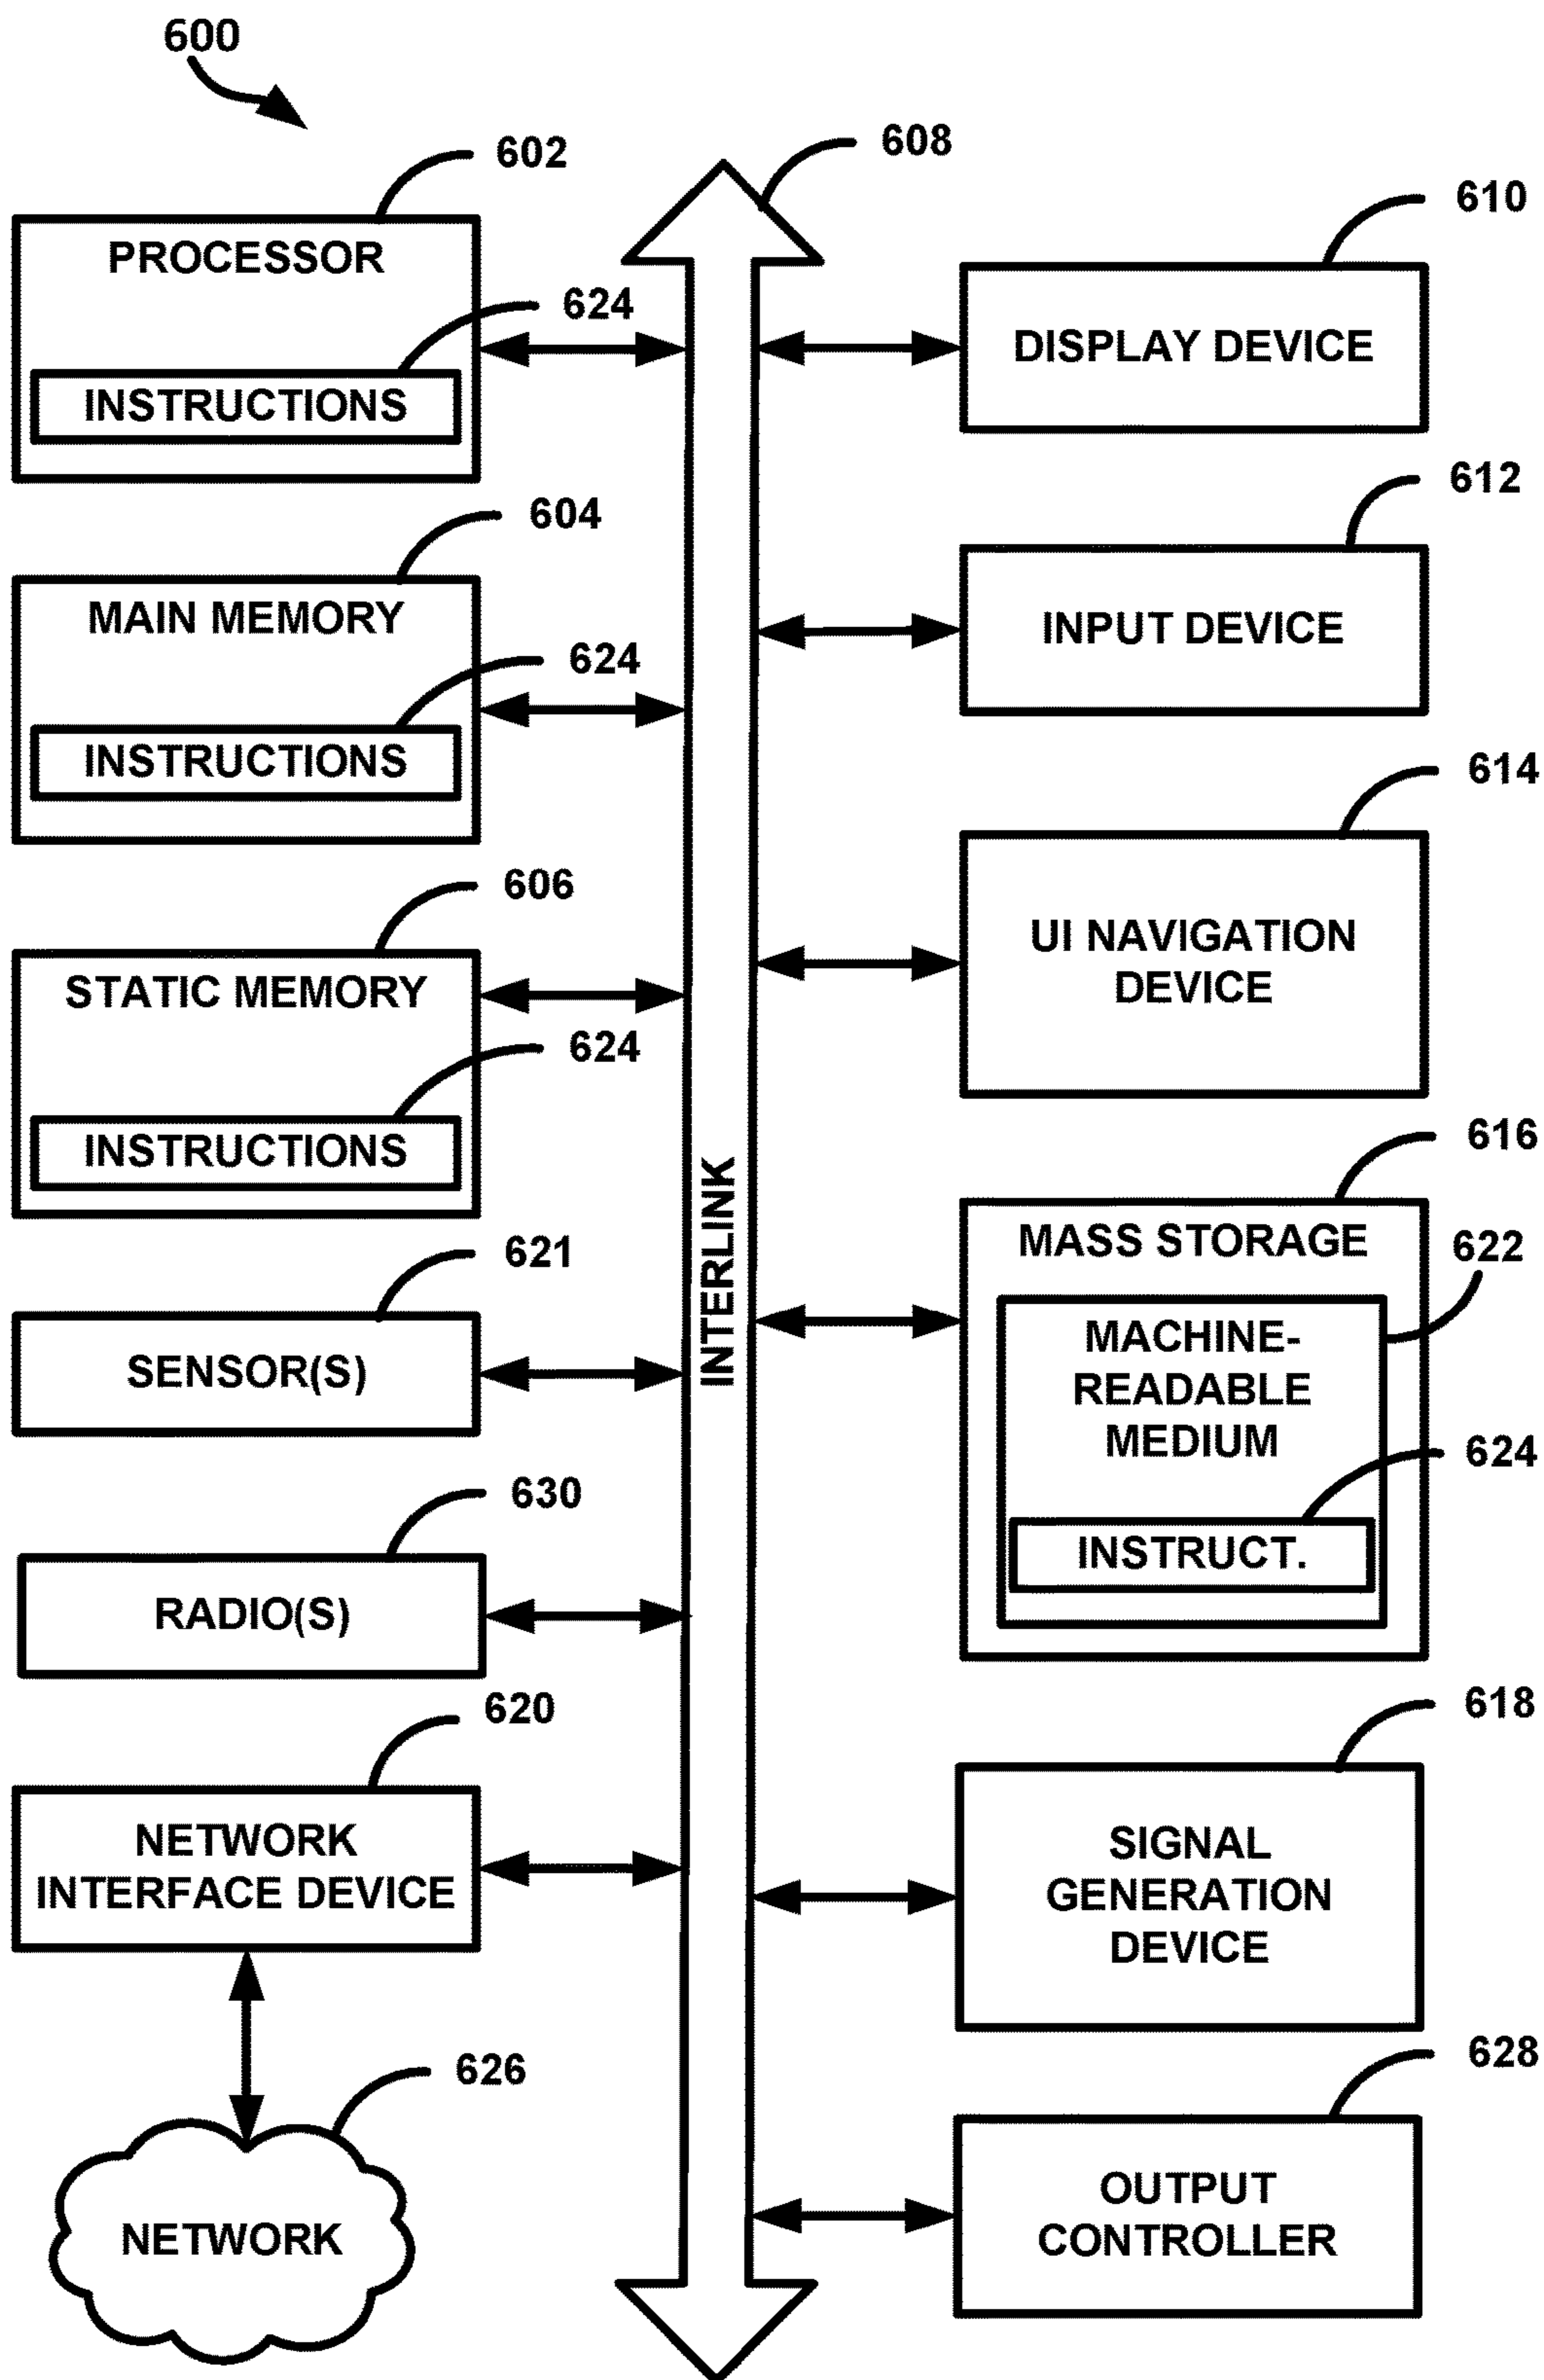 600
602
PROCESSOR
624
INSTRUCTIONS
604
MAIN MEMORY
624
INSTRUCTIONS
606
STATIC MEMORY
624
INSTRUCTIONS
621
SENSOR(S)
630
RADIO(S)
620
NETWORK
INTERFACE DEVICE
626
NETWORK
608
INTERLINK
610
DISPLAY DEVICE
612
INPUT DEVICE
614
UI NAVIGATION
DEVICE
616
MASS STORAGE
622
MACHINE-
READABLE
MEDIUM
624
INSTRUCT.
618
SIGNAL
GENERATION
DEVICE
628
OUTPUT
CONTROLLER